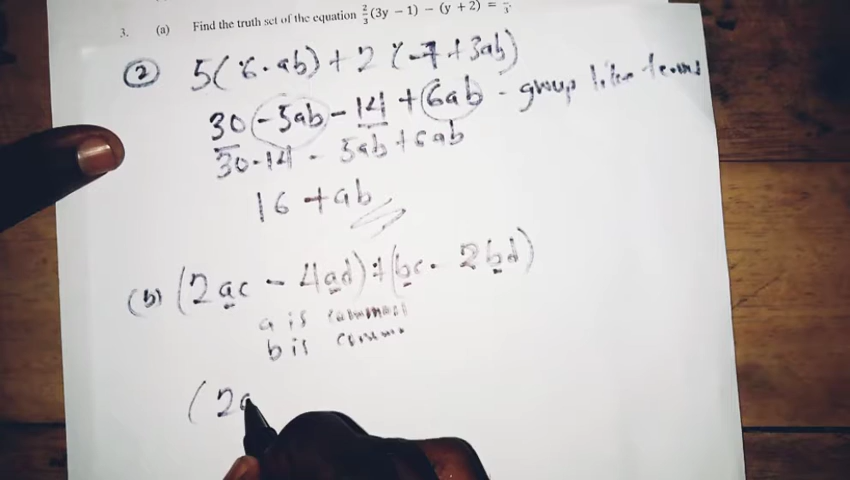 3. (a) Find the truth set of the equation 2/3(3y − 1) − (y + 2) =
② 5(6 - ab) + 2(-7 + 3ab)
30 - 5ab - 14 + 6ab - group like terms
30 - 14 - 5ab + 6ab
16 + ab
(b) (2ac - 4ad) + (bc - 2bd)
a is common
b is
(2a